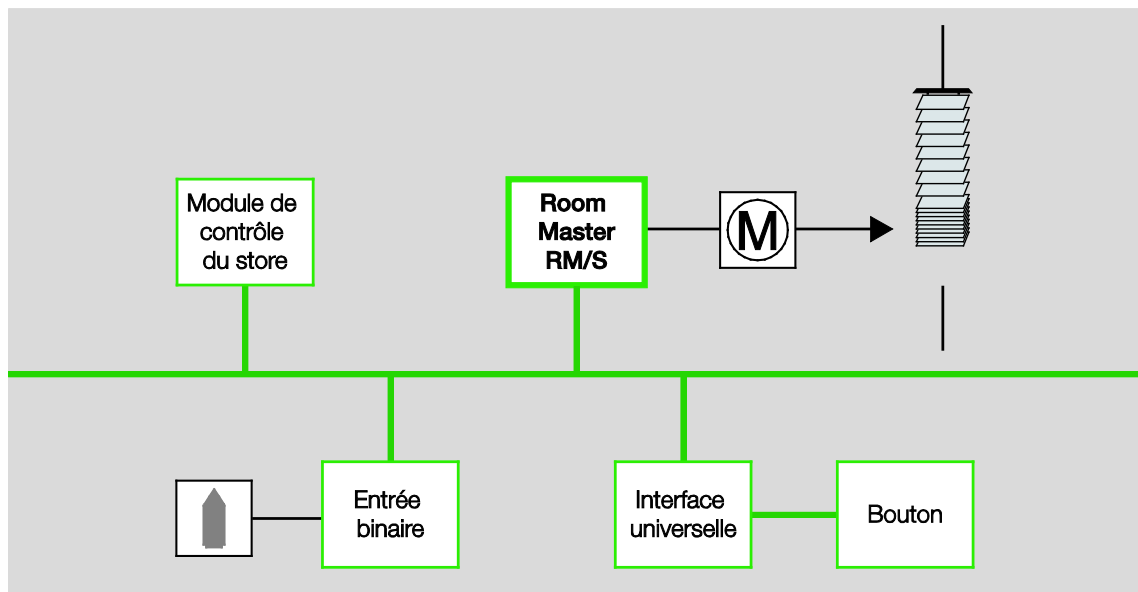 Module de
contrôle
du store
Room
Master
RM/S
M
Entrée
binaire
Interface
universelle
Bouton